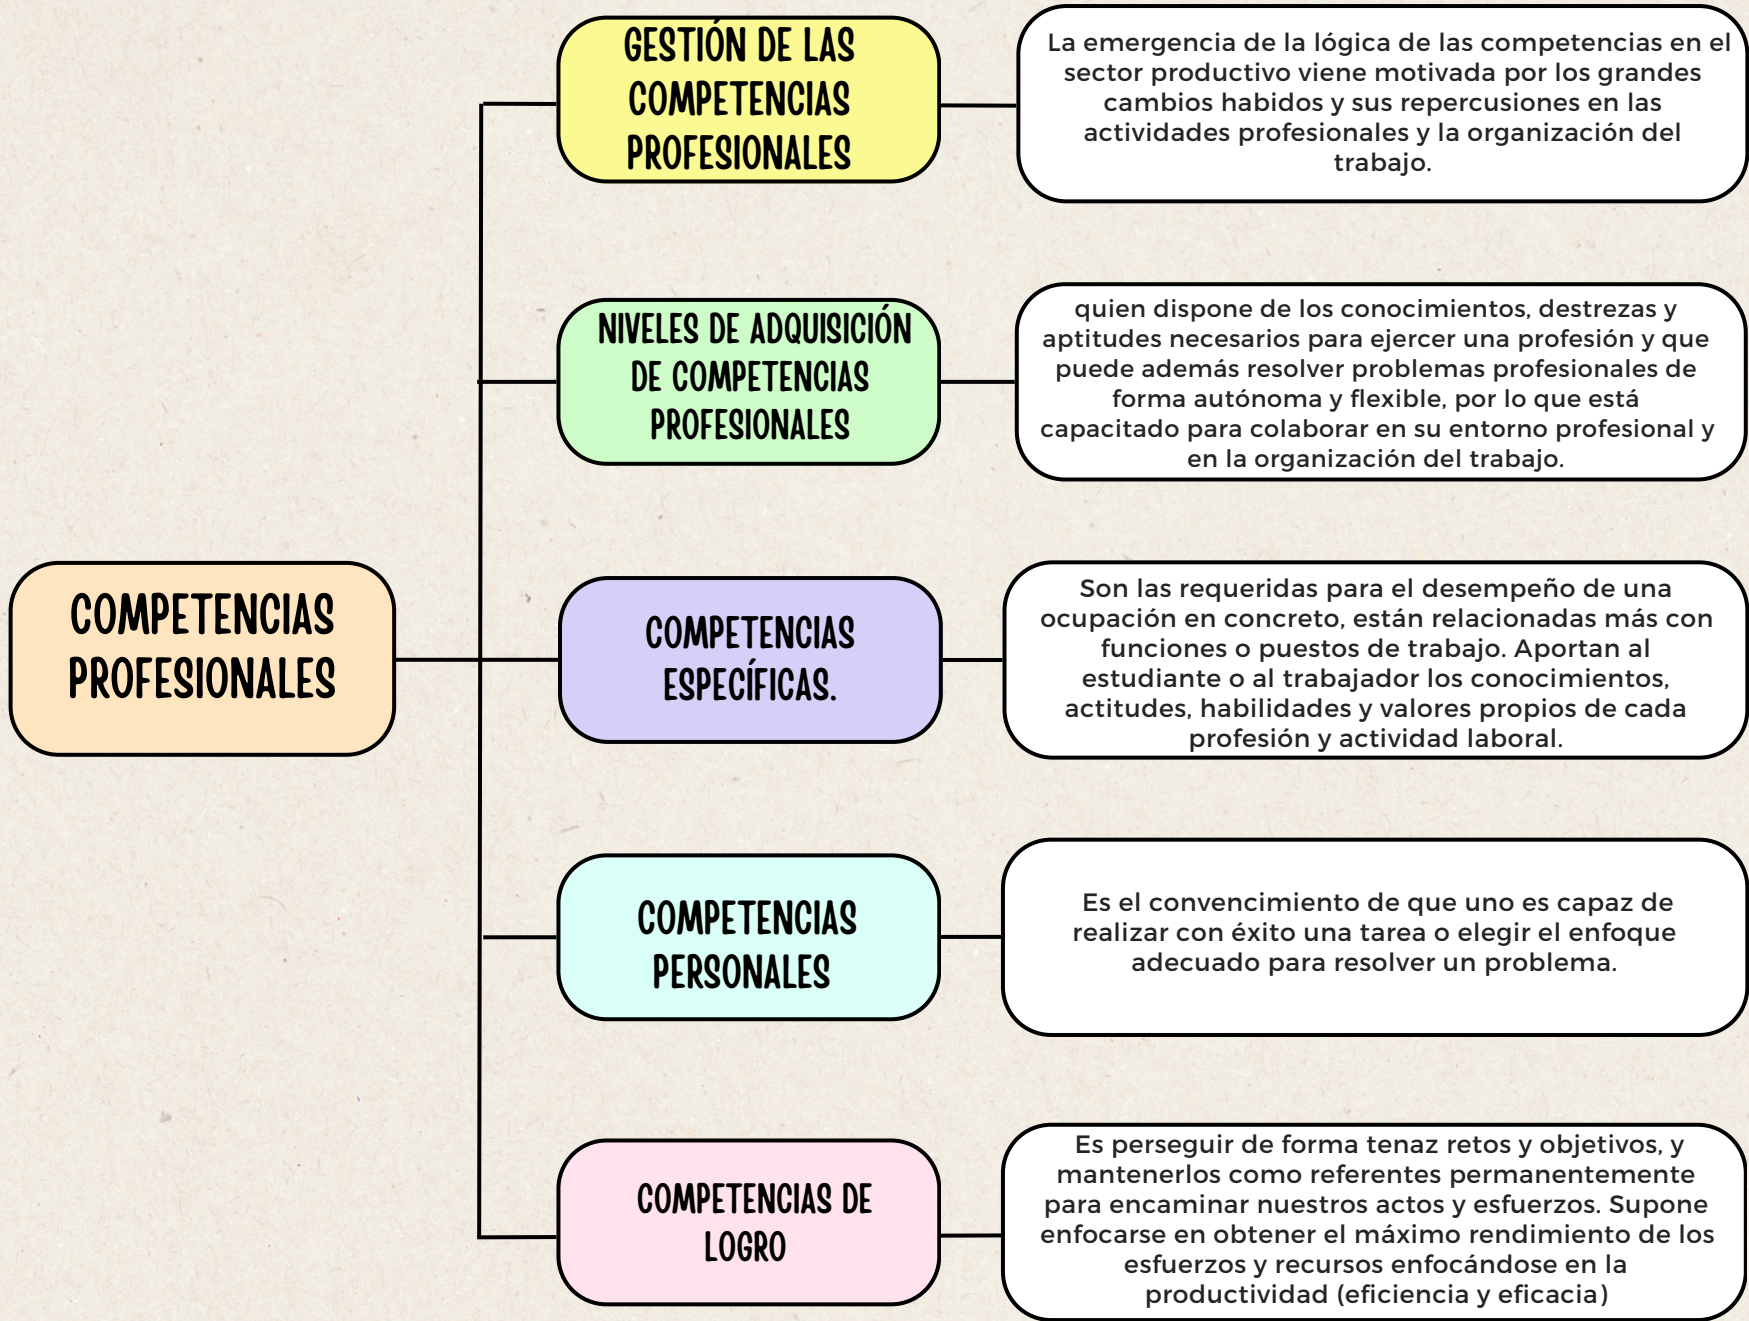 GESTIÓN DE LAS
COMPETENCIAS
PROFESIONALES
La emergencia de la lógica de las competencias en el
sector productivo viene motivada por los grandes
cambios habidos y sus repercusiones en las
actividades profesionales y la organización del
trabajo.
NIVELES DE ADQUISICIÓN
DE COMPETENCIAS
PROFESIONALES
quien dispone de los conocimientos, destrezas y
aptitudes necesarios para ejercer una profesión y que
puede además resolver problemas profesionales de
forma autónoma y flexible, por lo que está
capacitado para colaborar en su entorno profesional y
en la organización del trabajo.
COMPETENCIAS
PROFESIONALES
COMPETENCIAS
ESPECÍFICAS.
Son las requeridas para el desempeño de una
ocupación en concreto, están relacionadas más con
funciones o puestos de trabajo. Aportan al
estudiante o al trabajador los conocimientos,
actitudes, habilidades y valores propios de cada
profesión y actividad laboral.
COMPETENCIAS
PERSONALES
Es el convencimiento de que uno es capaz de
realizar con éxito una tarea o elegir el enfoque
adecuado para resolver un problema.
COMPETENCIAS DE
LOGRO
Es perseguir de forma tenaz retos y objetivos, y
mantenerlos como referentes permanentemente
para encaminar nuestros actos y esfuerzos. Supone
enfocarse en obtener el máximo rendimiento de los
esfuerzos y recursos enfocándose en la
productividad (eficiencia y eficacia)